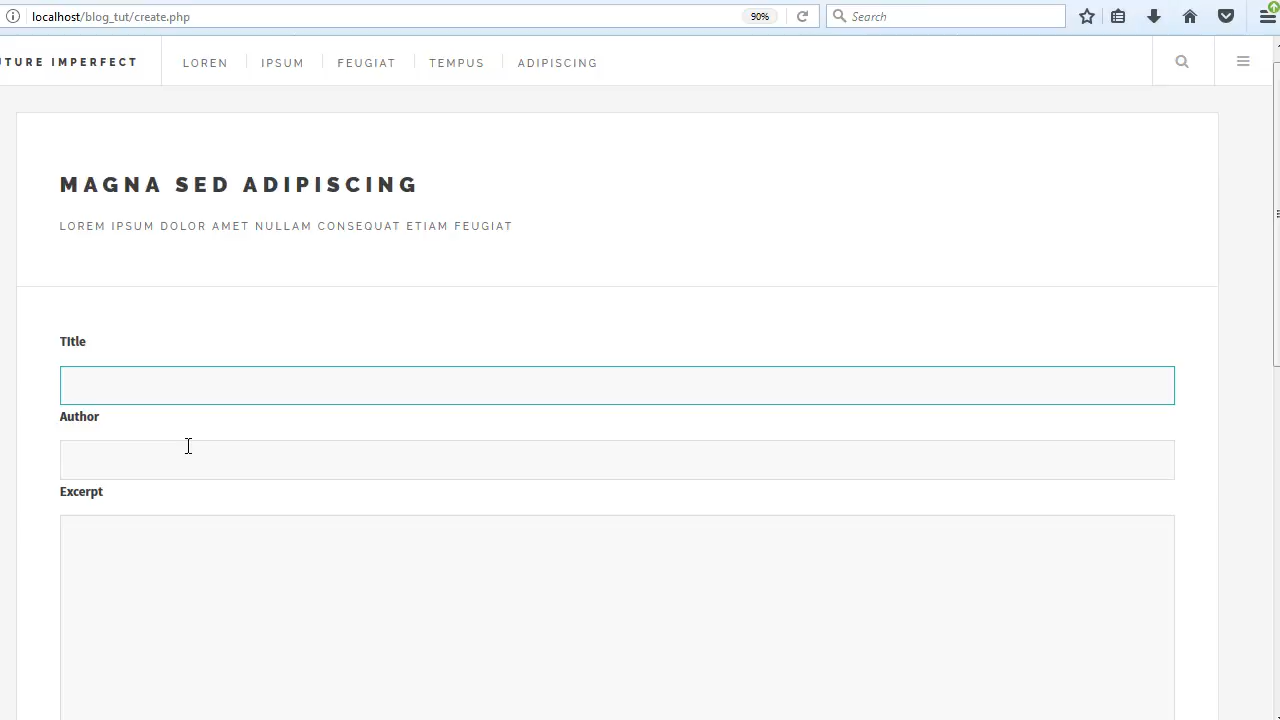 localhost/blog_tut/create.php
90%
Search
UTURE IMPERFECT
LOREN
IPSUM
FEUGIAT
TEMPUS
ADIPISCING
MAGNA SED ADIPISCING
LOREM IPSUM DOLOR AMET NULLAM CONSEQUAT ETIAM FEUGIAT
TItle
Author
Excerpt